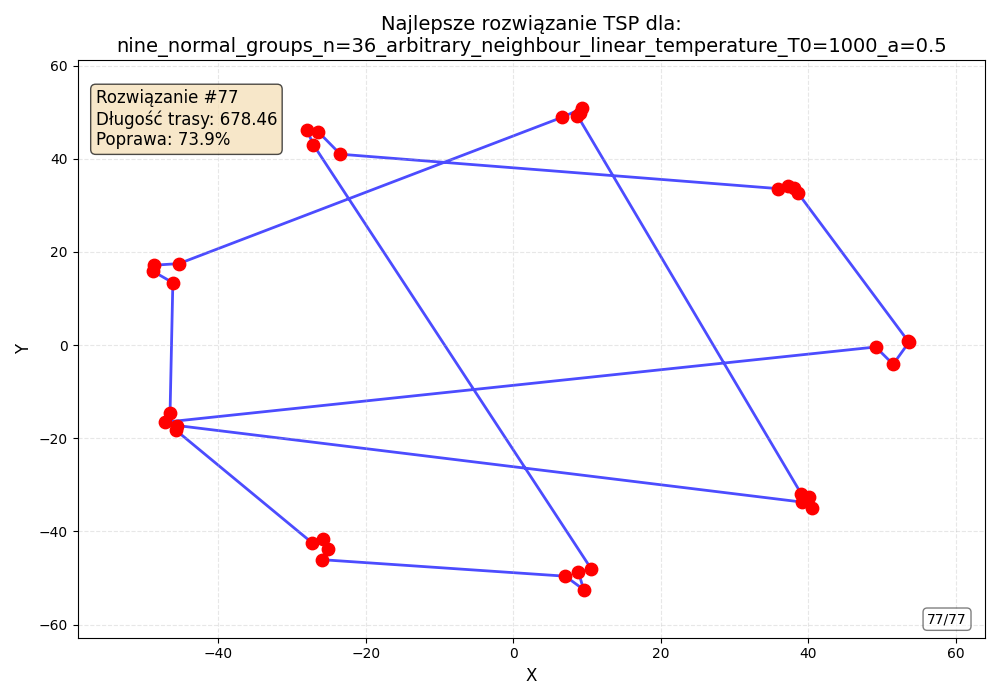 Najlepsze rozwiązanie TSP dla:
nine_normal_groups_n=36_arbitrary_neighbour_linear_temperature_T0=1000_a=0.5
Rozwiązanie #77
Długość trasy: 678.46
Poprawa: 73.9%
60
40
20
0
−20
−40
−60
Y
77/77
−40
−20
0
20
40
60
X